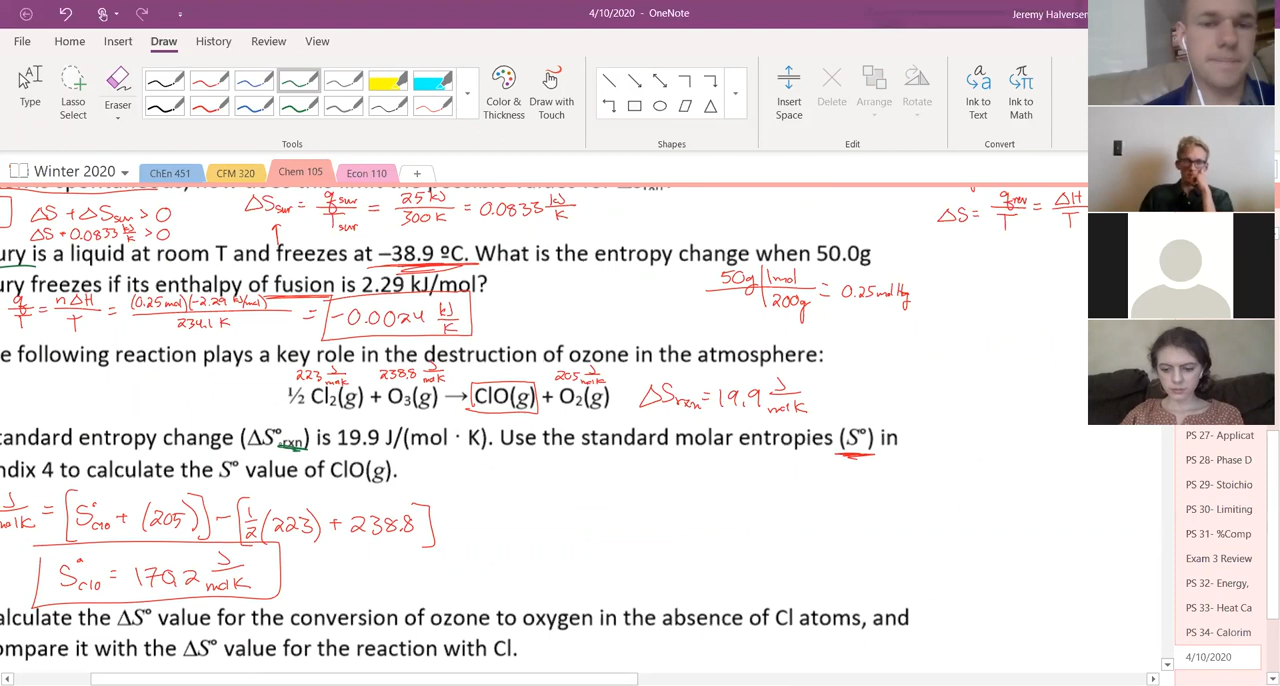 4/10/2020 - OneNote
Jeremy Halversen
File Home Insert Draw History Review View
Type
Lasso Select
Eraser
Color & Thickness
Draw with Touch
Insert Space
Delete
Arrange
Rotate
Ink to Text
Ink to Math
Tools
Shapes
Edit
Convert
Winter 2020 ChEn 451 CFM 320 Chem 105 Econ 110 +
ΔS + ΔSsur > 0
ΔS + 0.0833 kJ/K > 0
ΔSsur = qsur/Tsur = 25 kJ/300 K = 0.0833 kJ/K
ΔS = qrev/T = ΔH/T
ury is a liquid at room T and freezes at –38.9 ºC. What is the entropy change when 50.0g
ury freezes if its enthalpy of fusion is 2.29 kJ/mol?
50g | 1mol / 200g = 0.25 mol Hg
q/T = nΔH/T = (0.25 mol)(-2.29 kJ/mol)/234.1 K = -0.0024 kJ/K
e following reaction plays a key role in the destruction of ozone in the atmosphere:
223 J/molK 238.8 J/molK 205 J/molK
½ Cl2(g) + O3(g) → ClO(g) + O2(g) ΔSrxn = 19.9 J/molK
tandard entropy change (ΔS°rxn) is 19.9 J/(mol · K). Use the standard molar entropies (S°) in
ndix 4 to calculate the S° value of ClO(g).
J/molK = [S°ClO + (205)] - [1/2(223) + 238.8]
S°ClO = 170.2 J/molK
alculate the ΔS° value for the conversion of ozone to oxygen in the absence of Cl atoms, and
ompare it with the ΔS° value for the reaction with Cl.
PS 27- Applicat
PS 28- Phase D
PS 29- Stoichio
PS 30- Limiting
PS 31- %Comp
Exam 3 Review
PS 32- Energy,
PS 33- Heat Ca
PS 34- Calorim
4/10/2020